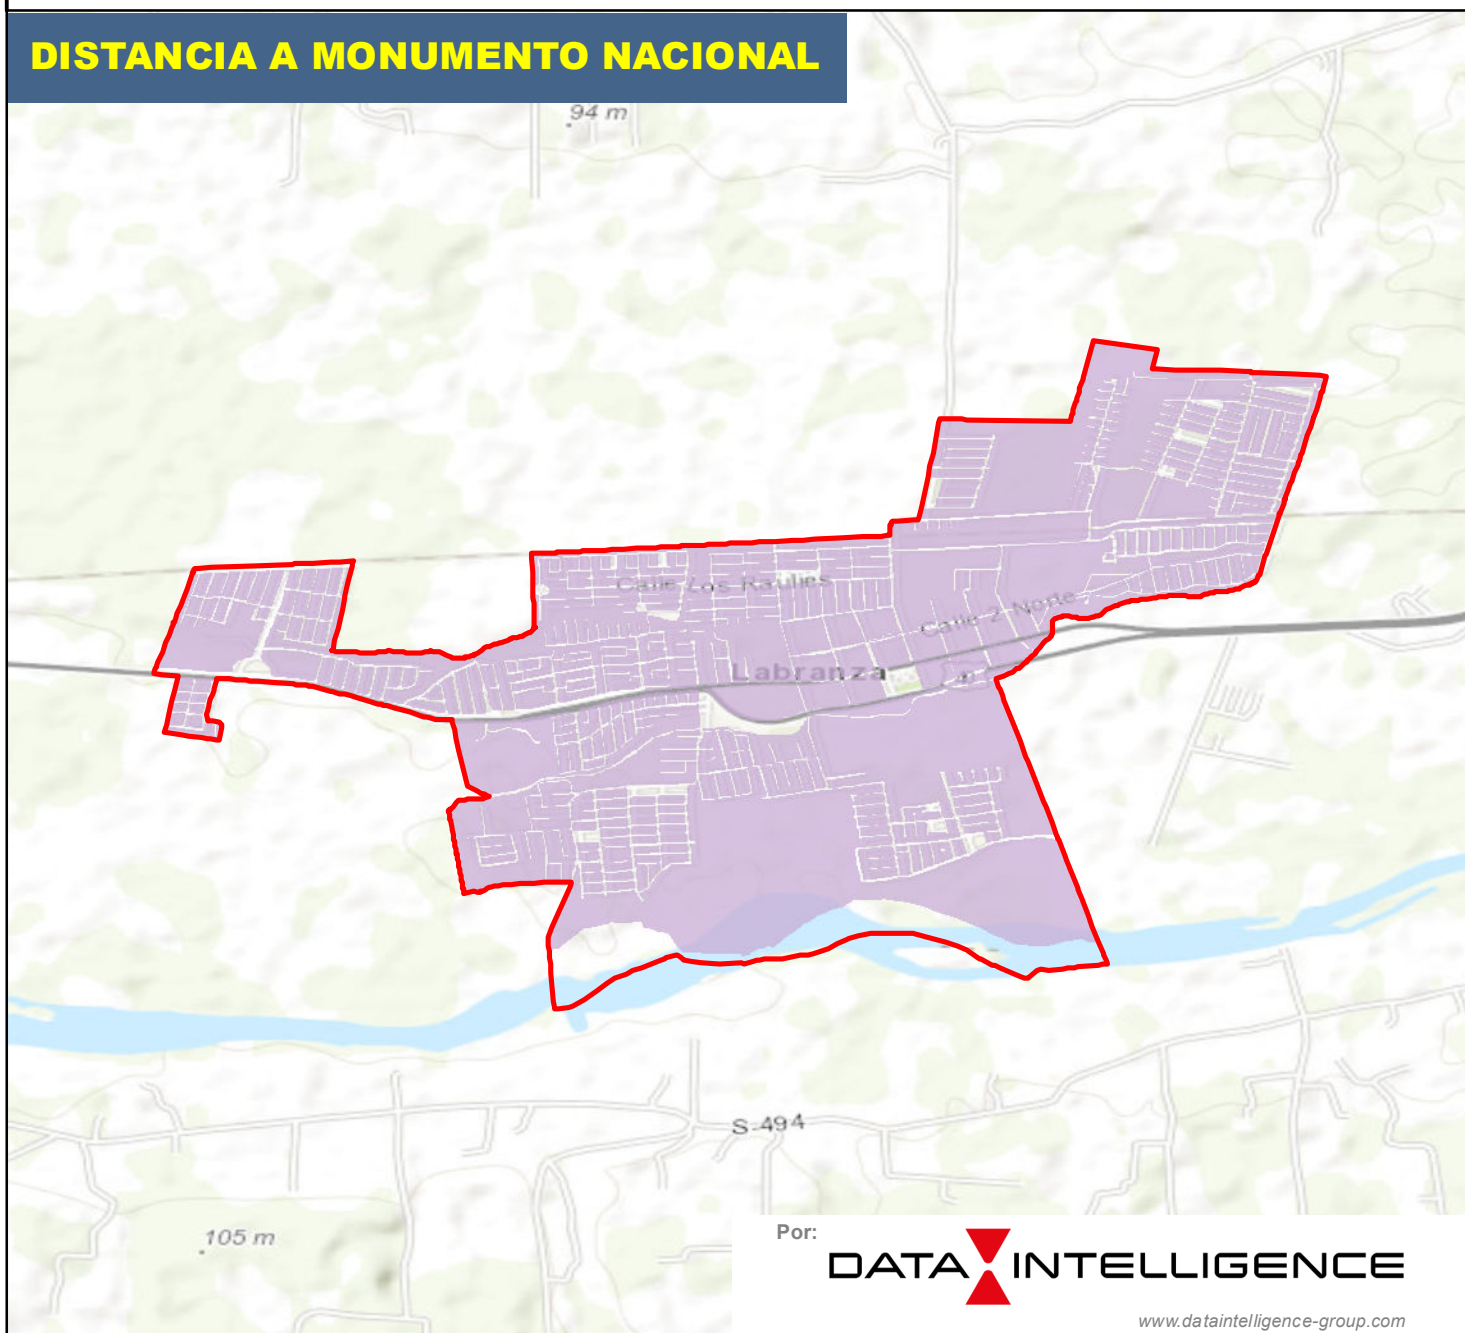 DISTANCIA A MONUMENTO NACIONAL
94 m
Calle Los Raulíes
Calle 2 Norte
Labranza
S-494
105 m
Por:
DATA INTELLIGENCE
www.dataintelligence-group.com